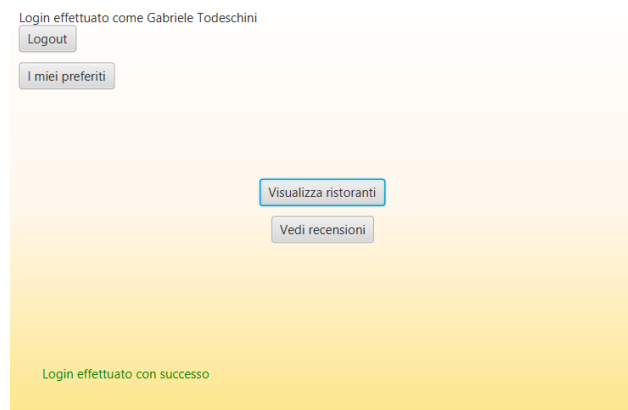 Login effettuato come Gabriele Todeschini
Logout
I miei preferiti
Visualizza ristoranti
Vedi recensioni
Login effettuato con successo